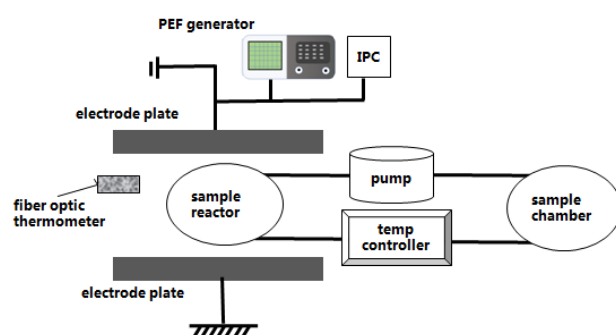 PEF generator
IPC
electrode plate
fiber optic
thermometer
sample
reactor
pump
temp
controller
sample
chamber
electrode plate